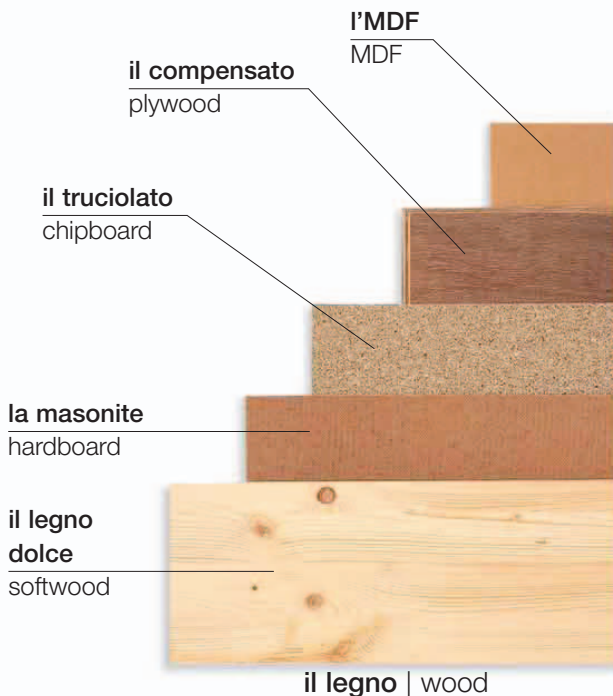 l'MDF
MDF
il compensato
plywood
il truciolato
chipboard
la masonite
hardboard
il legno
dolce
softwood
il legno | wood